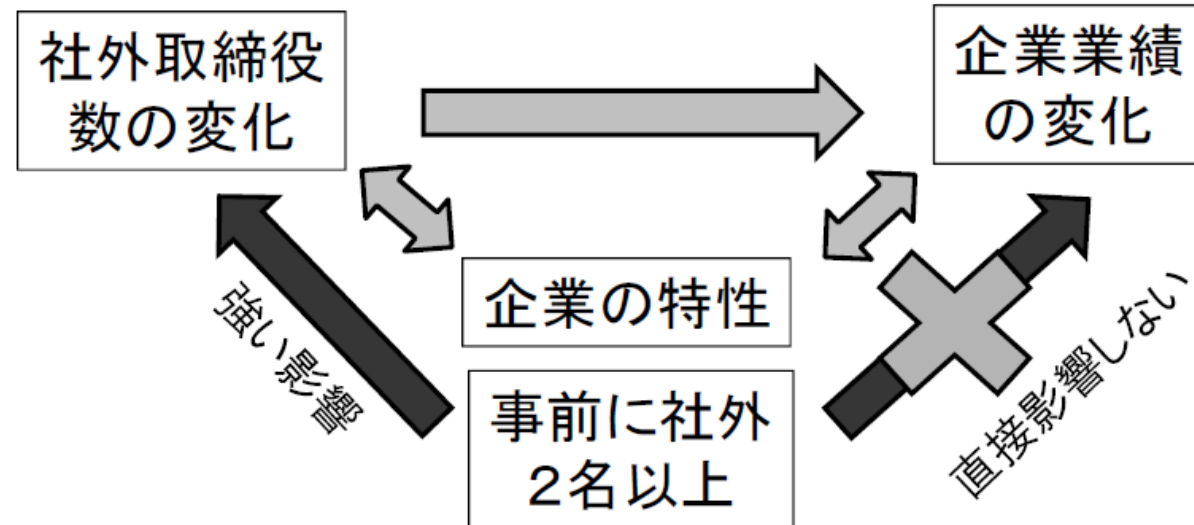 社外取締役
数の変化
企業業績
の変化
企業の特性
強い影響
事前に社外
２名以上
直接影響しない